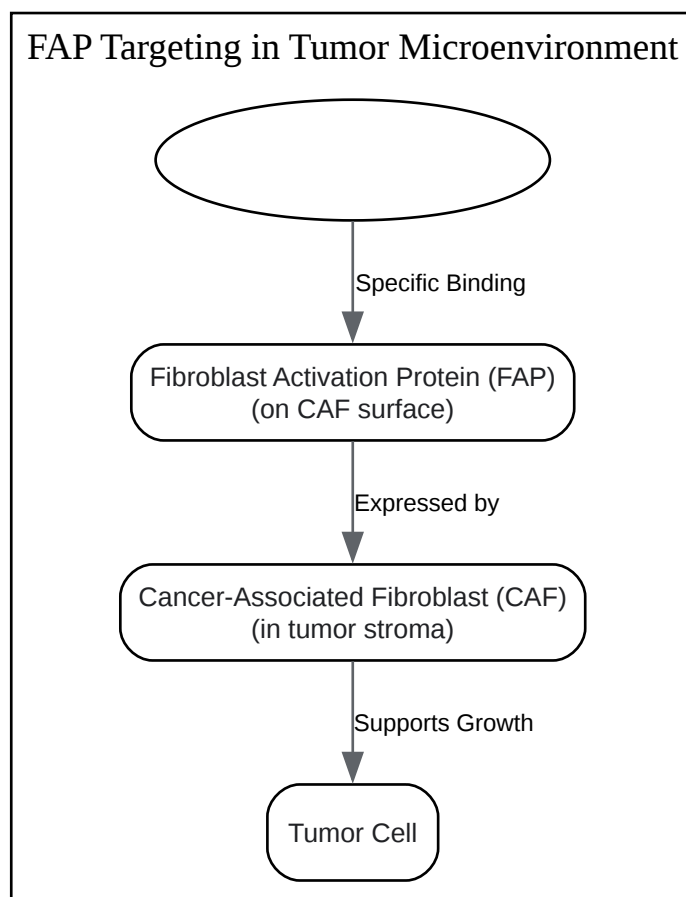 FAP Targeting in Tumor Microenvironment
Specific Binding
Fibroblast Activation Protein (FAP)
(on CAF surface)
Expressed by
Cancer-Associated Fibroblast (CAF)
(in tumor stroma)
Supports Growth
Tumor Cell